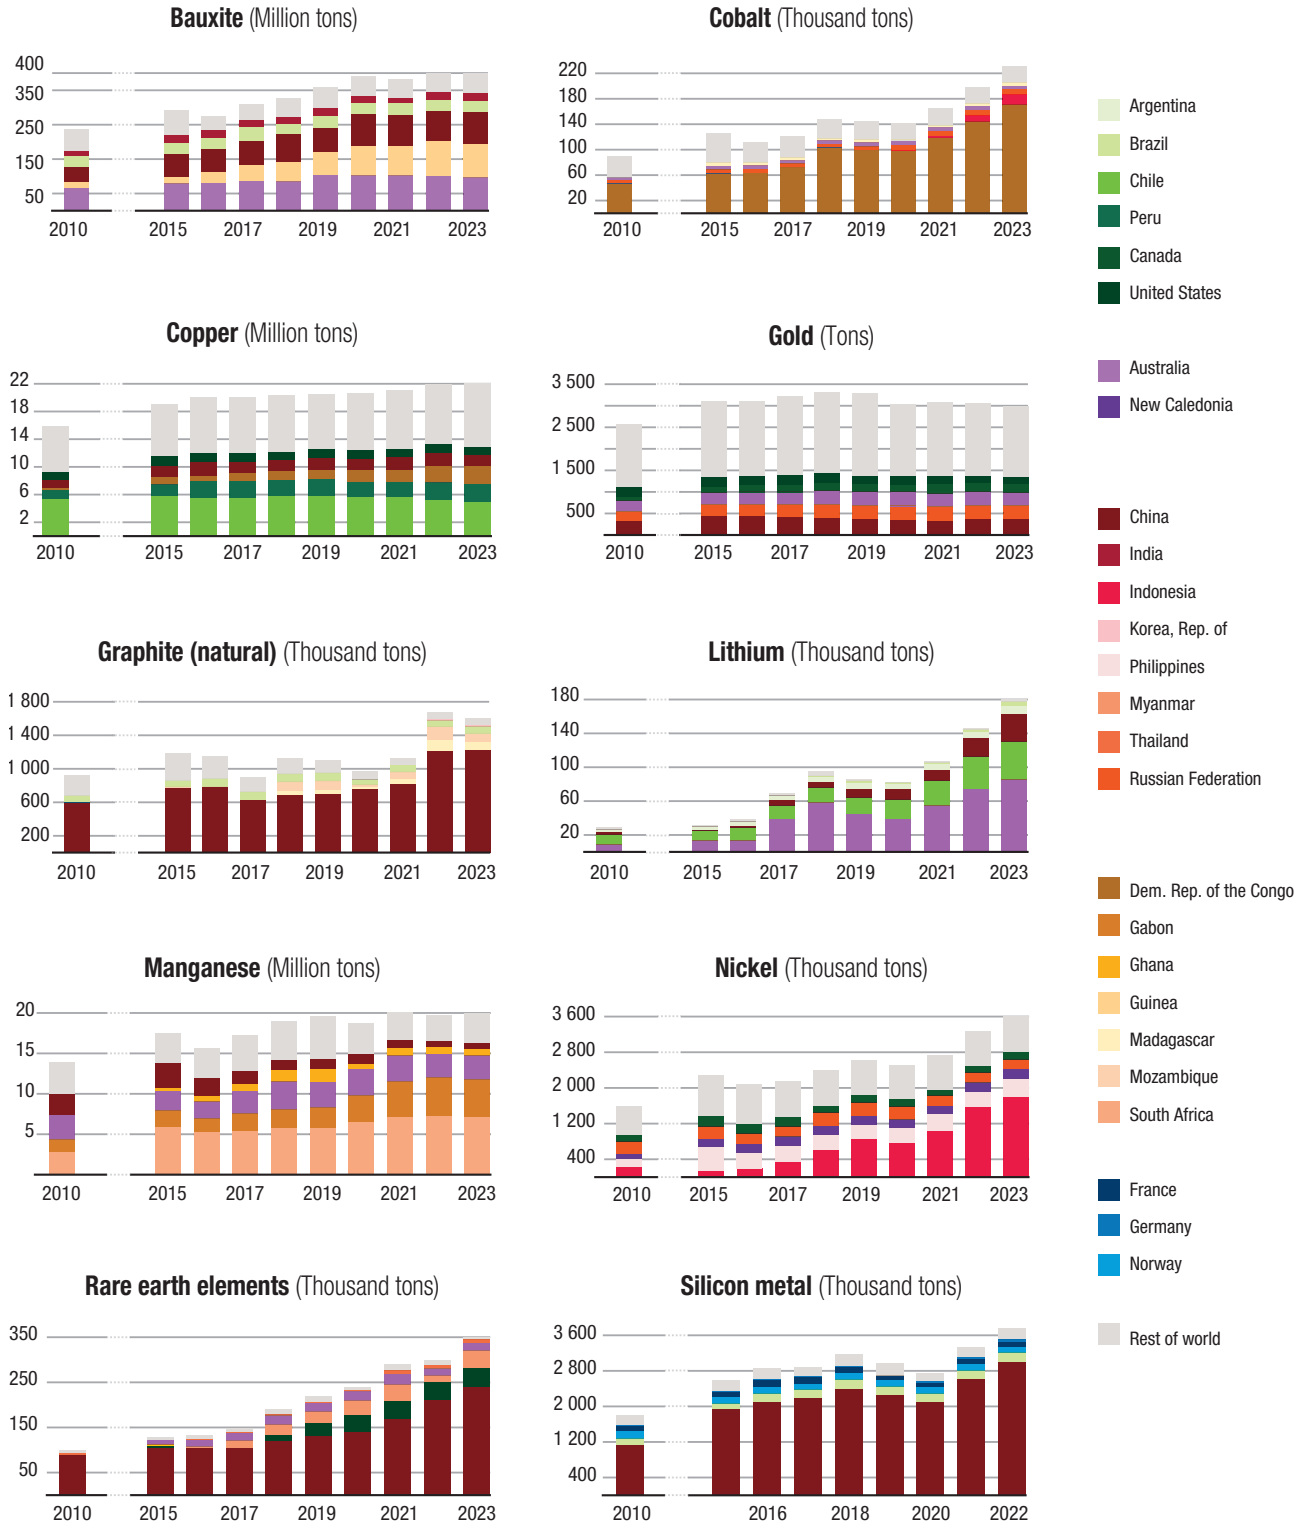 Bauxite (Million tons)
400
350
250
150
50
2010 2015 2017 2019 2021 2023
Cobalt (Thousand tons)
220
180
140
100
60
20
2010 2015 2017 2019 2021 2023
Copper (Million tons)
22
18
14
10
6
2
2010 2015 2017 2019 2021 2023
Gold (Tons)
3 500
2 500
1 500
500
2010 2015 2017 2019 2021 2023
Graphite (natural) (Thousand tons)
1 800
1 400
1 000
600
200
2010 2015 2017 2019 2021 2023
Lithium (Thousand tons)
180
140
100
60
20
2010 2015 2017 2019 2021 2023
Manganese (Million tons)
20
15
10
5
2010 2015 2017 2019 2021 2023
Nickel (Thousand tons)
3 600
2 800
2 000
1 200
400
2010 2015 2017 2019 2021 2023
Rare earth elements (Thousand tons)
350
250
150
50
2010 2015 2017 2019 2021 2023
Silicon metal (Thousand tons)
3 600
2 800
2 000
1 200
400
2010 2016 2018 2020 2022
Argentina
Brazil
Chile
Peru
Canada
United States
Australia
New Caledonia
China
India
Indonesia
Korea, Rep. of
Philippines
Myanmar
Thailand
Russian Federation
Dem. Rep. of the Congo
Gabon
Ghana
Guinea
Madagascar
Mozambique
South Africa
France
Germany
Norway
Rest of world